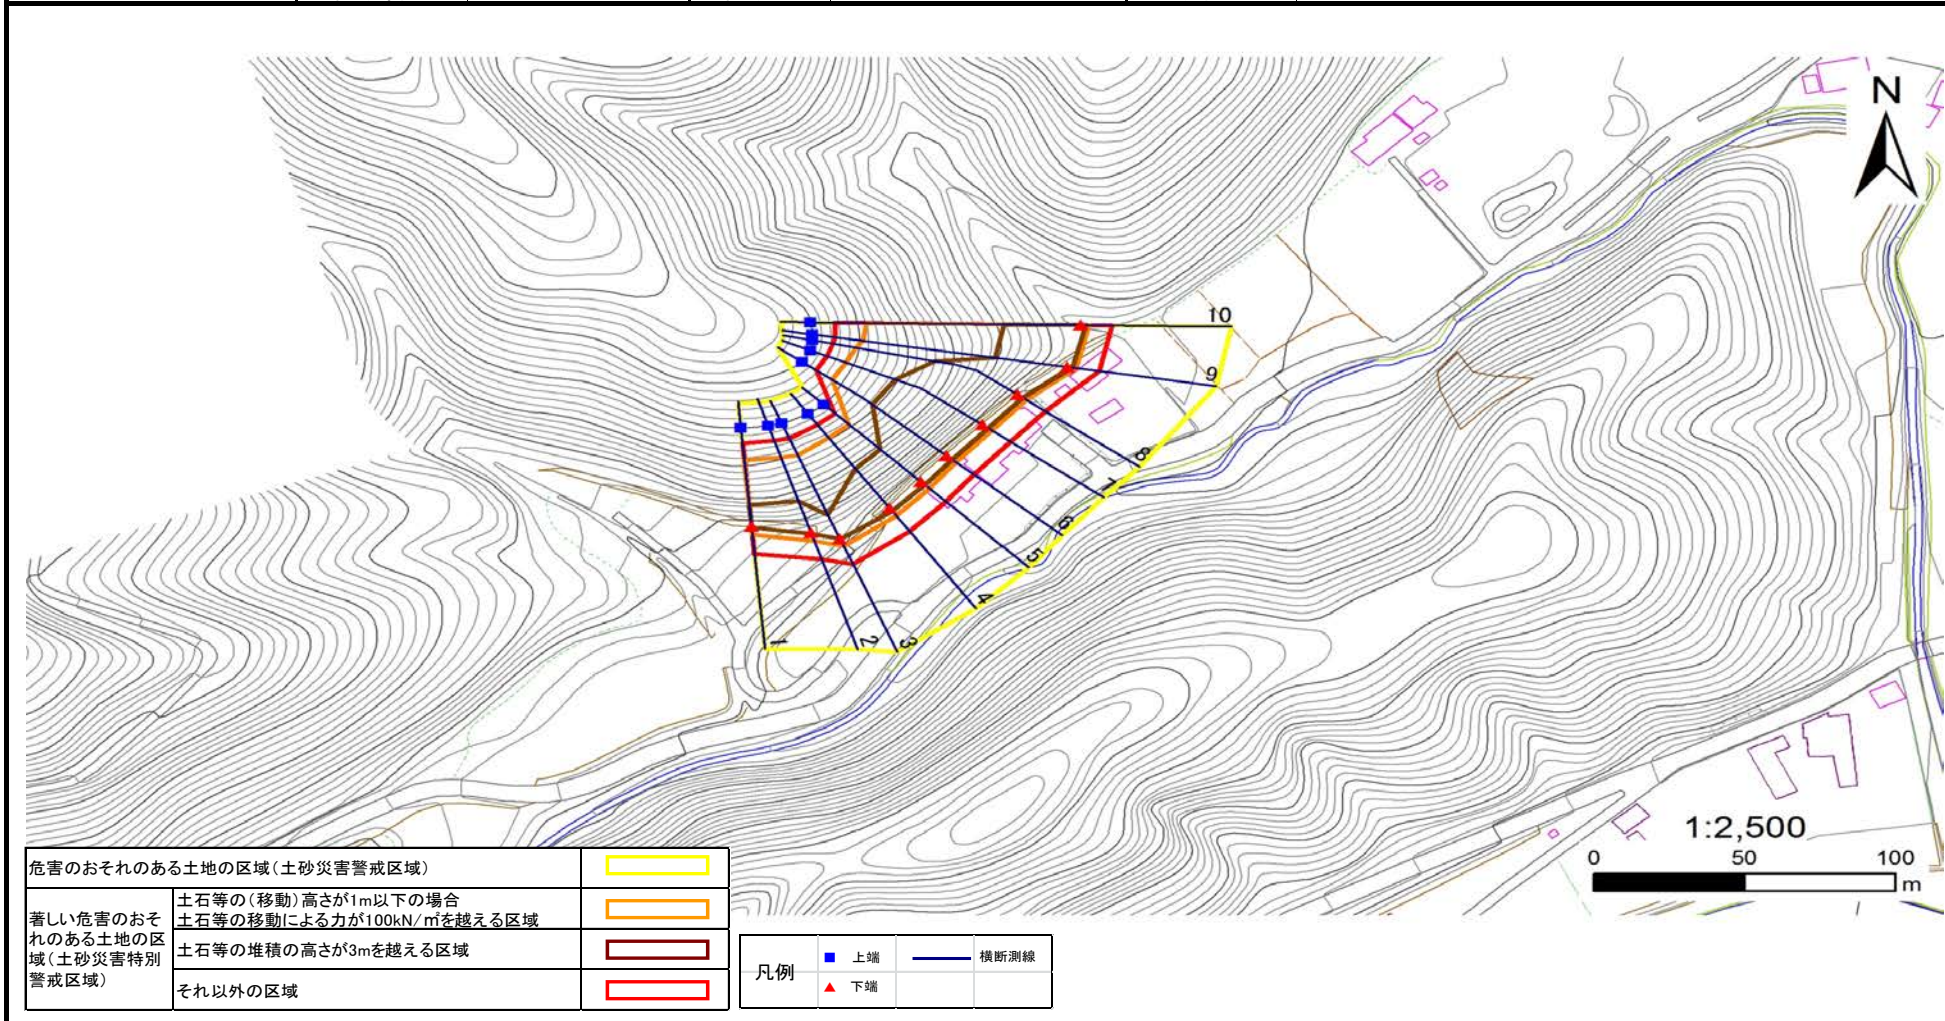 N
10
9
8
7
6
5
4
3
2
1
1:2,500
0 50 100
m
危害のおそれのある土地の区域(土砂災害警戒区域)
著しい危害のおそ
れのある土地の区
域(土砂災害特別
警戒区域)
土石等の(移動)高さが1m以下の場合
土石等の移動による力が100kN/㎡を越える区域
土石等の堆積の高さが3mを越える区域
それ以外の区域
凡例
上端
横断測線
下端